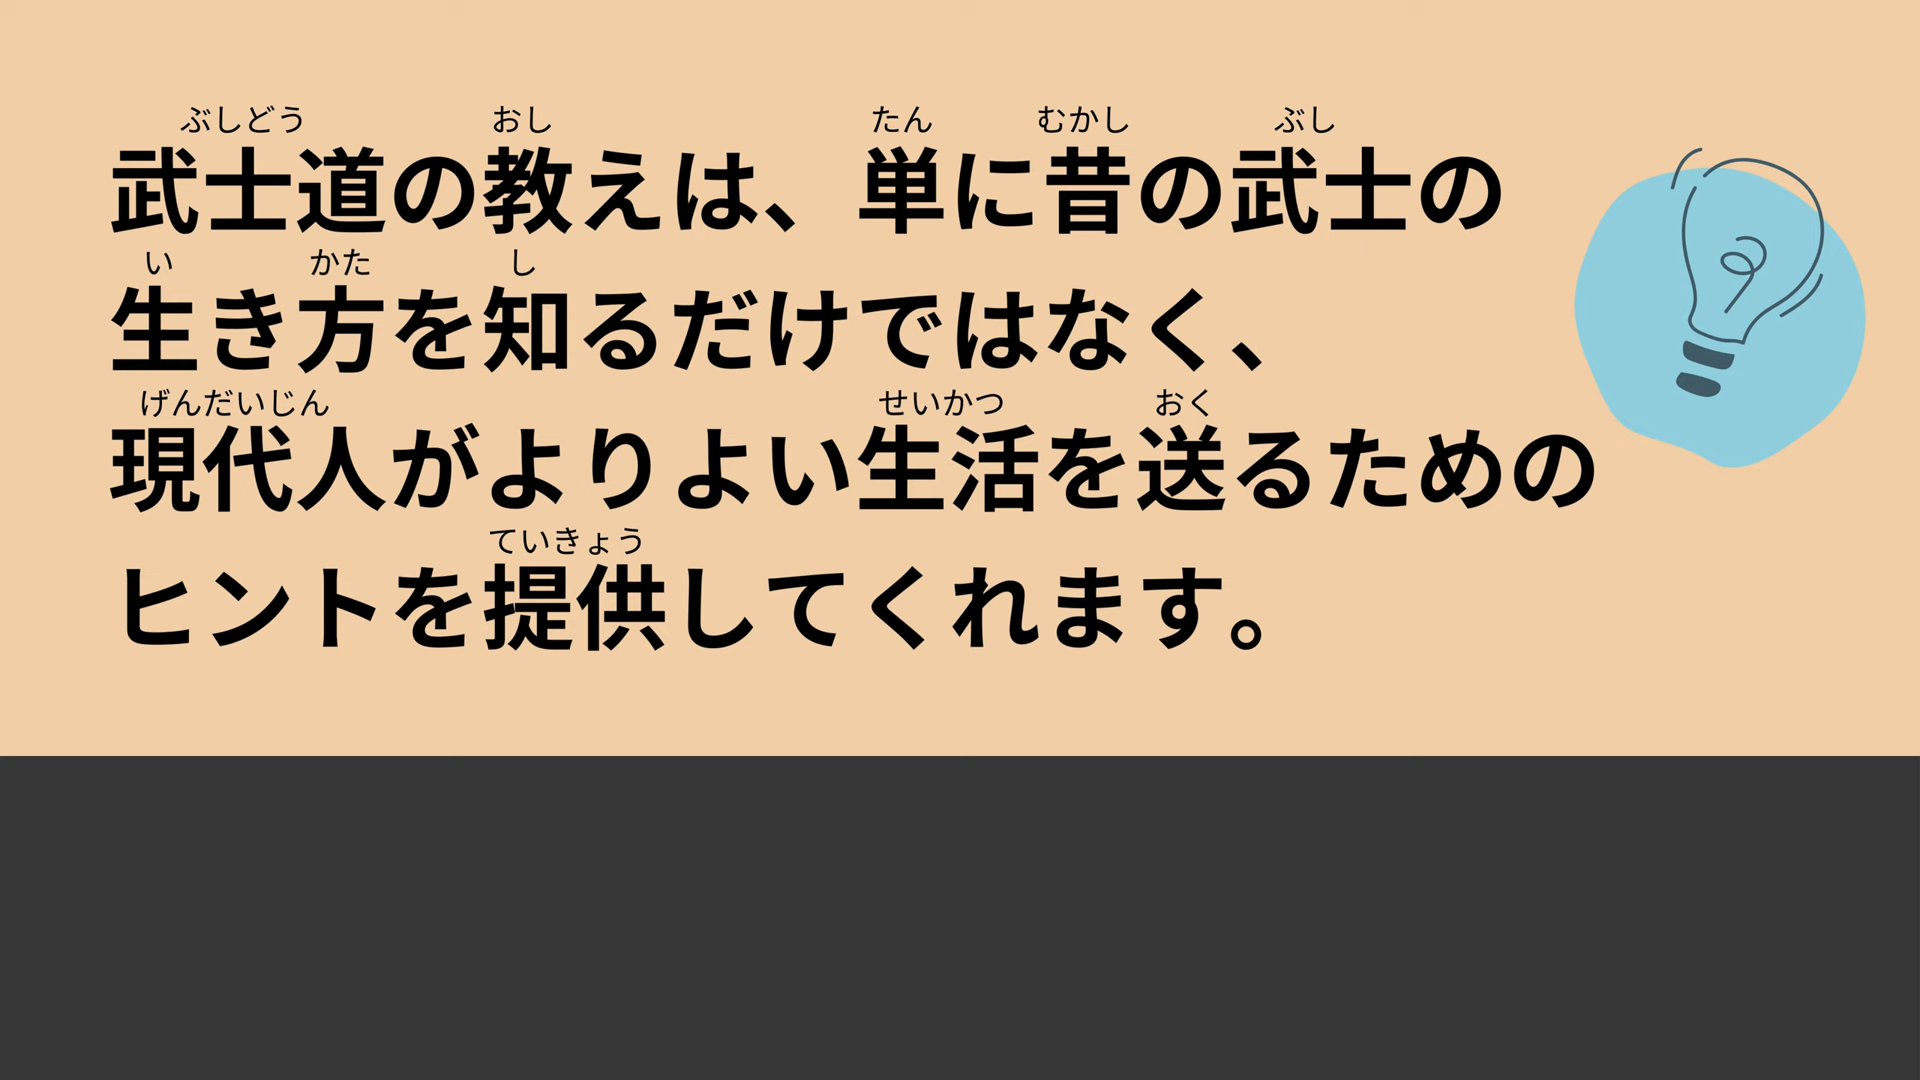 ぶしどう おし たん むかし ぶし
武士道の教えは、単に昔の武士の
い かた し
生き方を知るだけではなく、
げんだいじん せいかつ おく
現代人がよりよい生活を送るための
ていきょう
ヒントを提供してくれます。